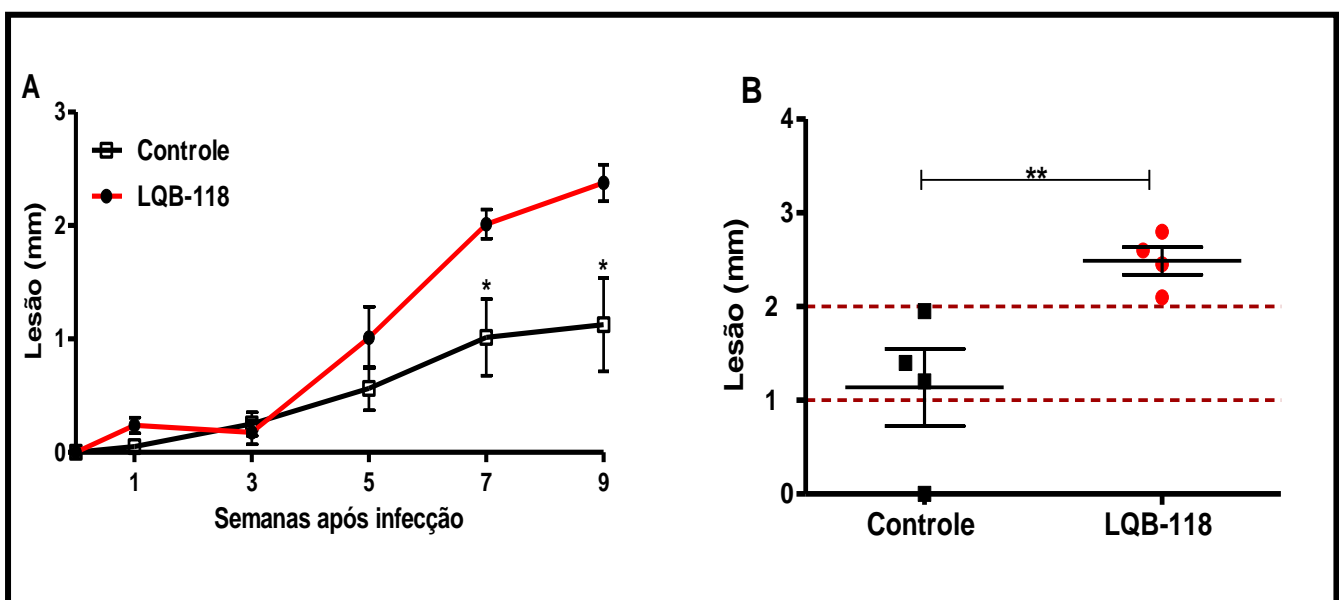 A
3
2
1
0
Lesão (mm)
Controle
LQB-118
*
*
1 3 5 7 9
Semanas após infecção
B
4
3
2
1
0
Lesão (mm)
**
Controle LQB-118